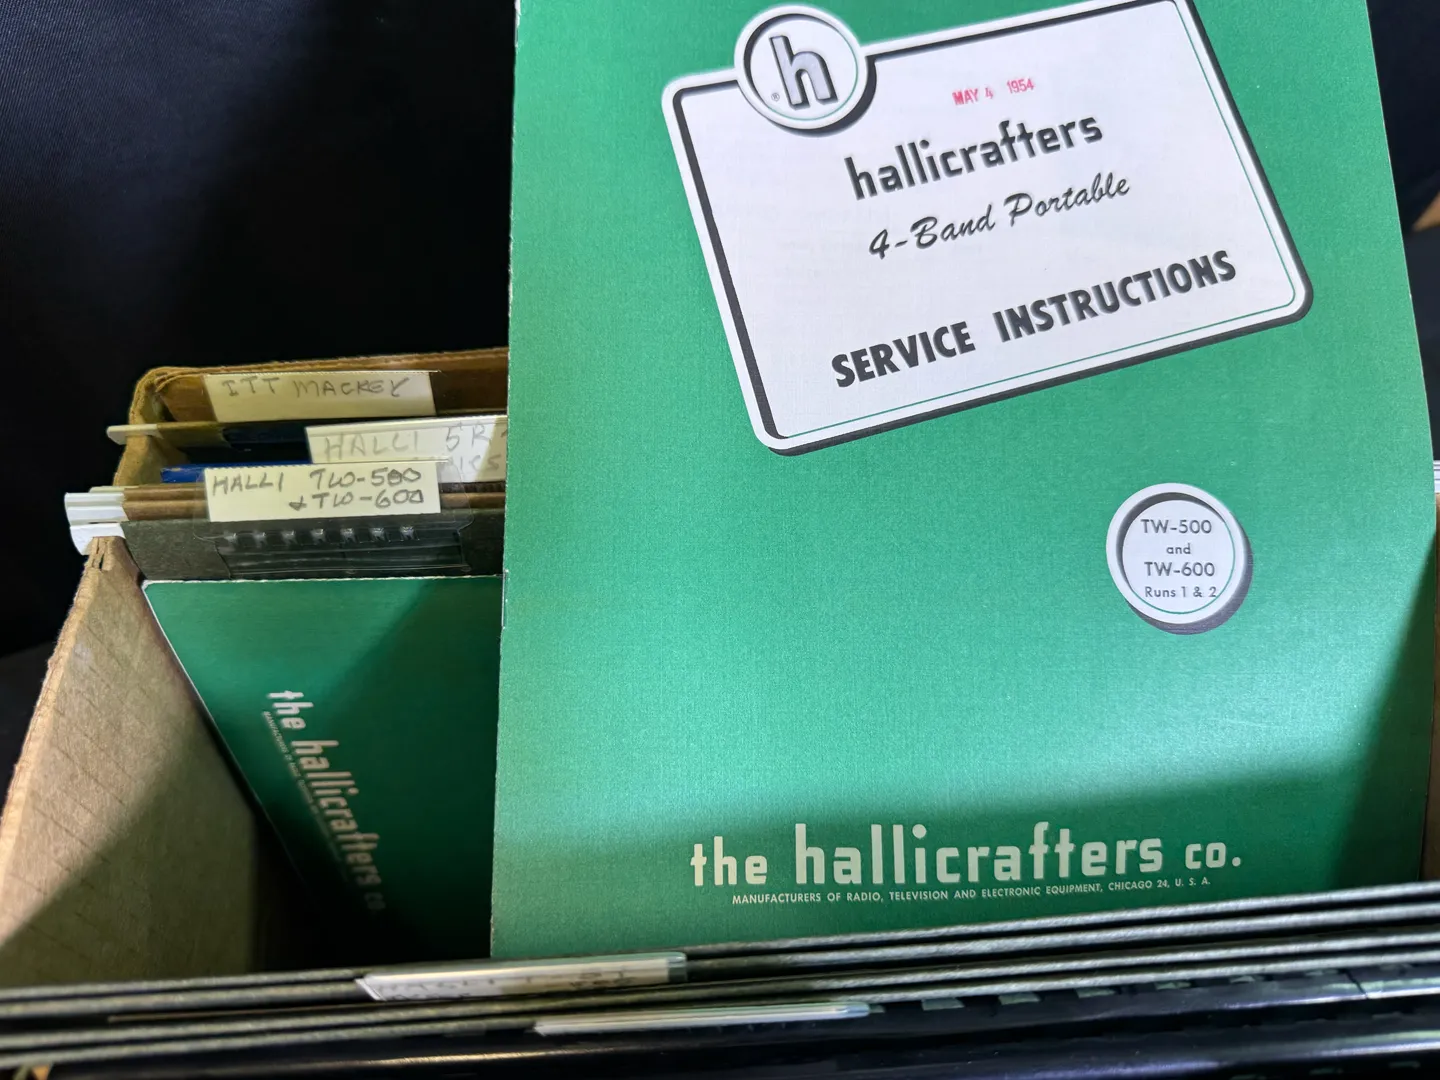 h
®
MAY 4 1954
hallicrafters
4-Band Portable
SERVICE INSTRUCTIONS
TW-500
and
TW-600
Runs 1 & 2
the hallicrafters co.
MANUFACTURERS OF RADIO, TELEVISION AND ELECTRONIC EQUIPMENT, CHICAGO 24, U. S. A.
ITT MACKEY
HALLI 5R
HALLI TW-500
& TW-600
the hallicrafters co.